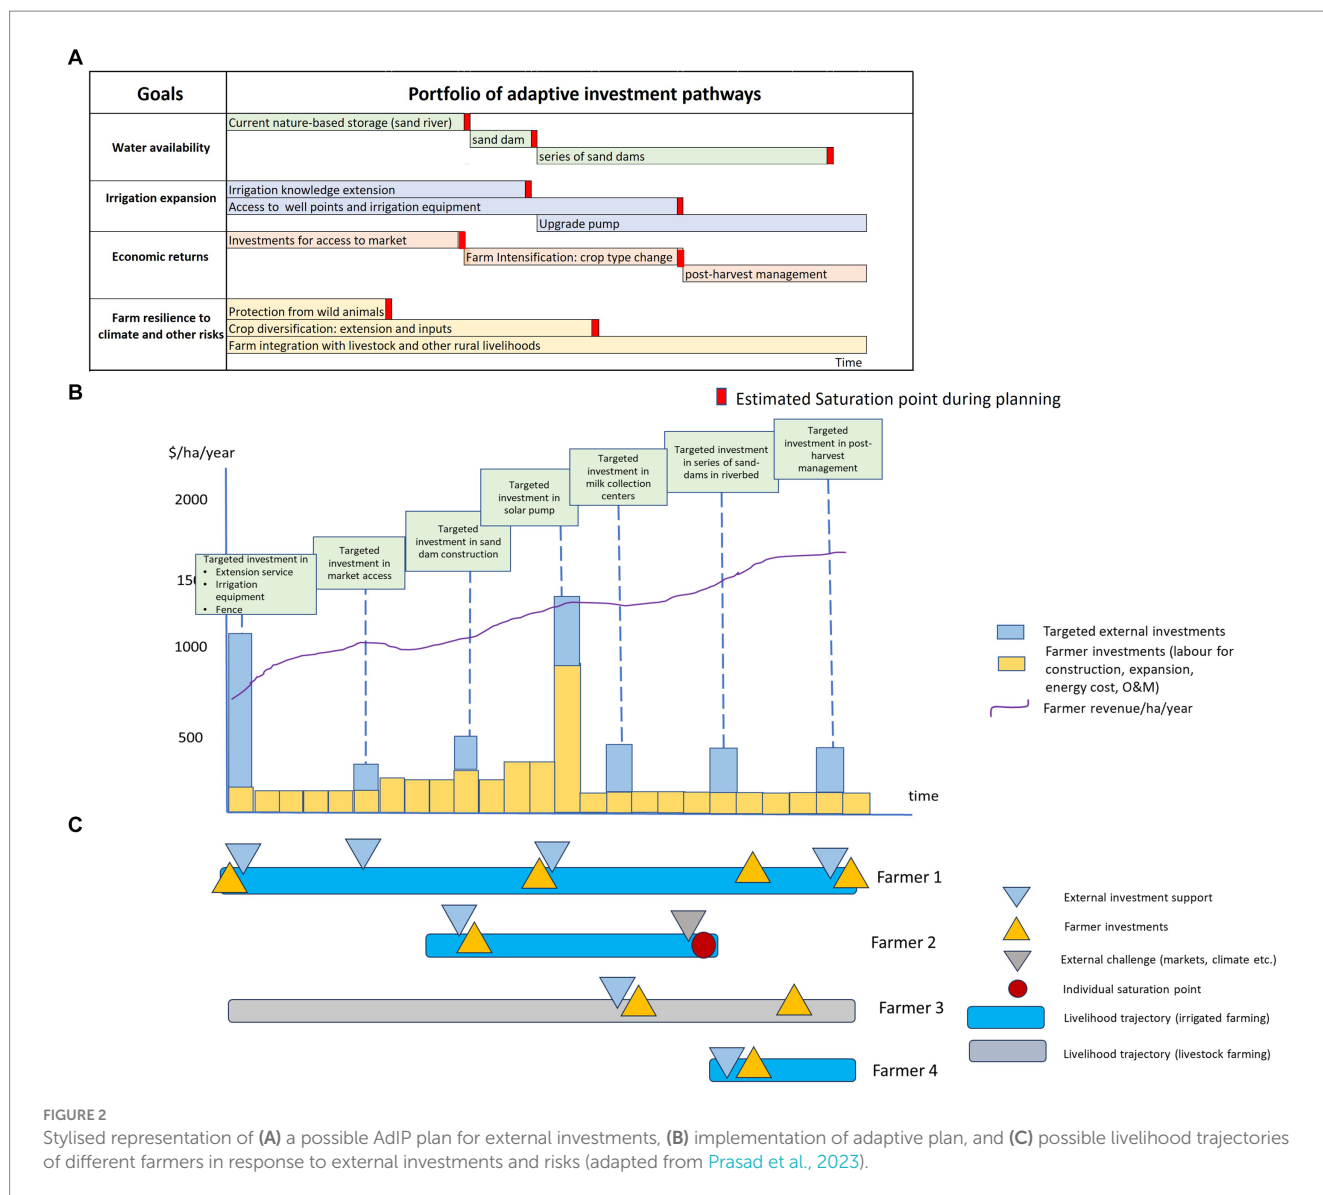 A
Goals
Portfolio of adaptive investment pathways
Water availability
Current nature-based storage (sand river)
sand dam
series of sand dams
Irrigation expansion
Irrigation knowledge extension
Access to well points and irrigation equipment
Upgrade pump
Economic returns
Investments for access to market
Farm Intensification: crop type change
post-harvest management
Farm resilience to
climate and other risks
Protection from wild animals
Crop diversification: extension and inputs
Farm integration with livestock and other rural livelihoods
Time
B
Estimated Saturation point during planning
$/ha/year
2000
1000
500
Targeted investment in
• Extension service
• Irrigation
equipment
• Fence
Targeted
investment in
market access
Targeted
investment in sand
dam construction
Targeted
investment in
solar pump
Targeted
investment in
milk collection
centers
Targeted investment
in series of sand-
dams in riverbed
Targeted
investment in post-
harvest
management
time
Targeted external investments
Farmer investments (labour for
construction, expansion,
energy cost, O&M)
Farmer revenue/ha/year
C
Farmer 1
Farmer 2
Farmer 3
Farmer 4
External investment support
Farmer investments
External challenge (markets, climate etc.)
Individual saturation point
Livelihood trajectory (irrigated farming)
Livelihood trajectory (livestock farming)
FIGURE 2
Stylised representation of (A) a possible AdIP plan for external investments, (B) implementation of adaptive plan, and (C) possible livelihood trajectories
of different farmers in response to external investments and risks (adapted from Prasad et al., 2023).